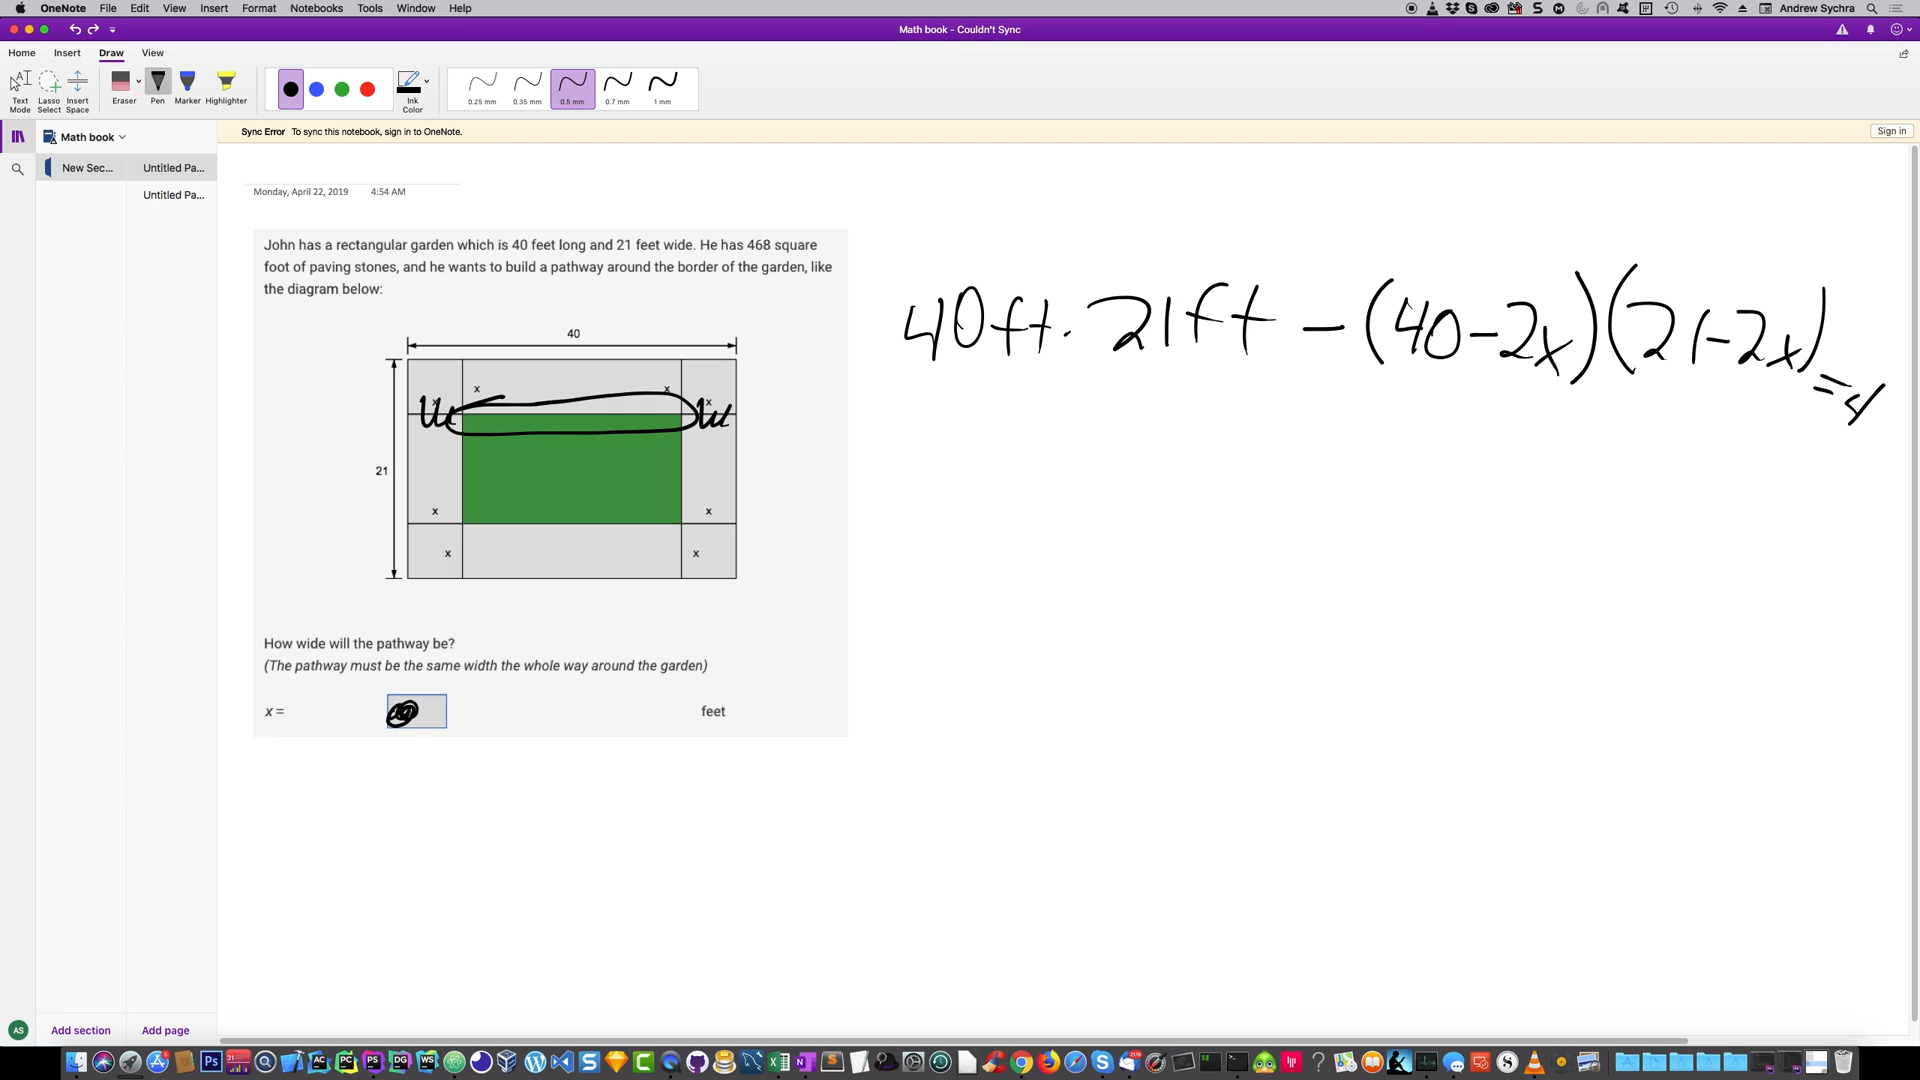 OneNote File Edit View Insert Format Notebooks Tools Window Help
Andrew Sychra
Math book - Couldn't Sync
Home Insert Draw View
Text Mode
Lasso Select
Insert Space
Eraser
Pen
Marker
Highlighter
Ink Color
0.25 mm
0.35 mm
0.5 mm
0.7 mm
1 mm
Math book
Sync Error To sync this notebook, sign in to OneNote.
Sign in
New Sec...
Untitled Pa...
Untitled Pa...
Monday, April 22, 2019 4:54 AM
John has a rectangular garden which is 40 feet long and 21 feet wide. He has 468 square
foot of paving stones, and he wants to build a pathway around the border of the garden, like
the diagram below:
40
x x
x x
21
x x
x x
How wide will the pathway be?
(The pathway must be the same width the whole way around the garden)
x = feet
40ft · 21ft - (40-2x)(21-2x)
=
AS
Add section
Add page